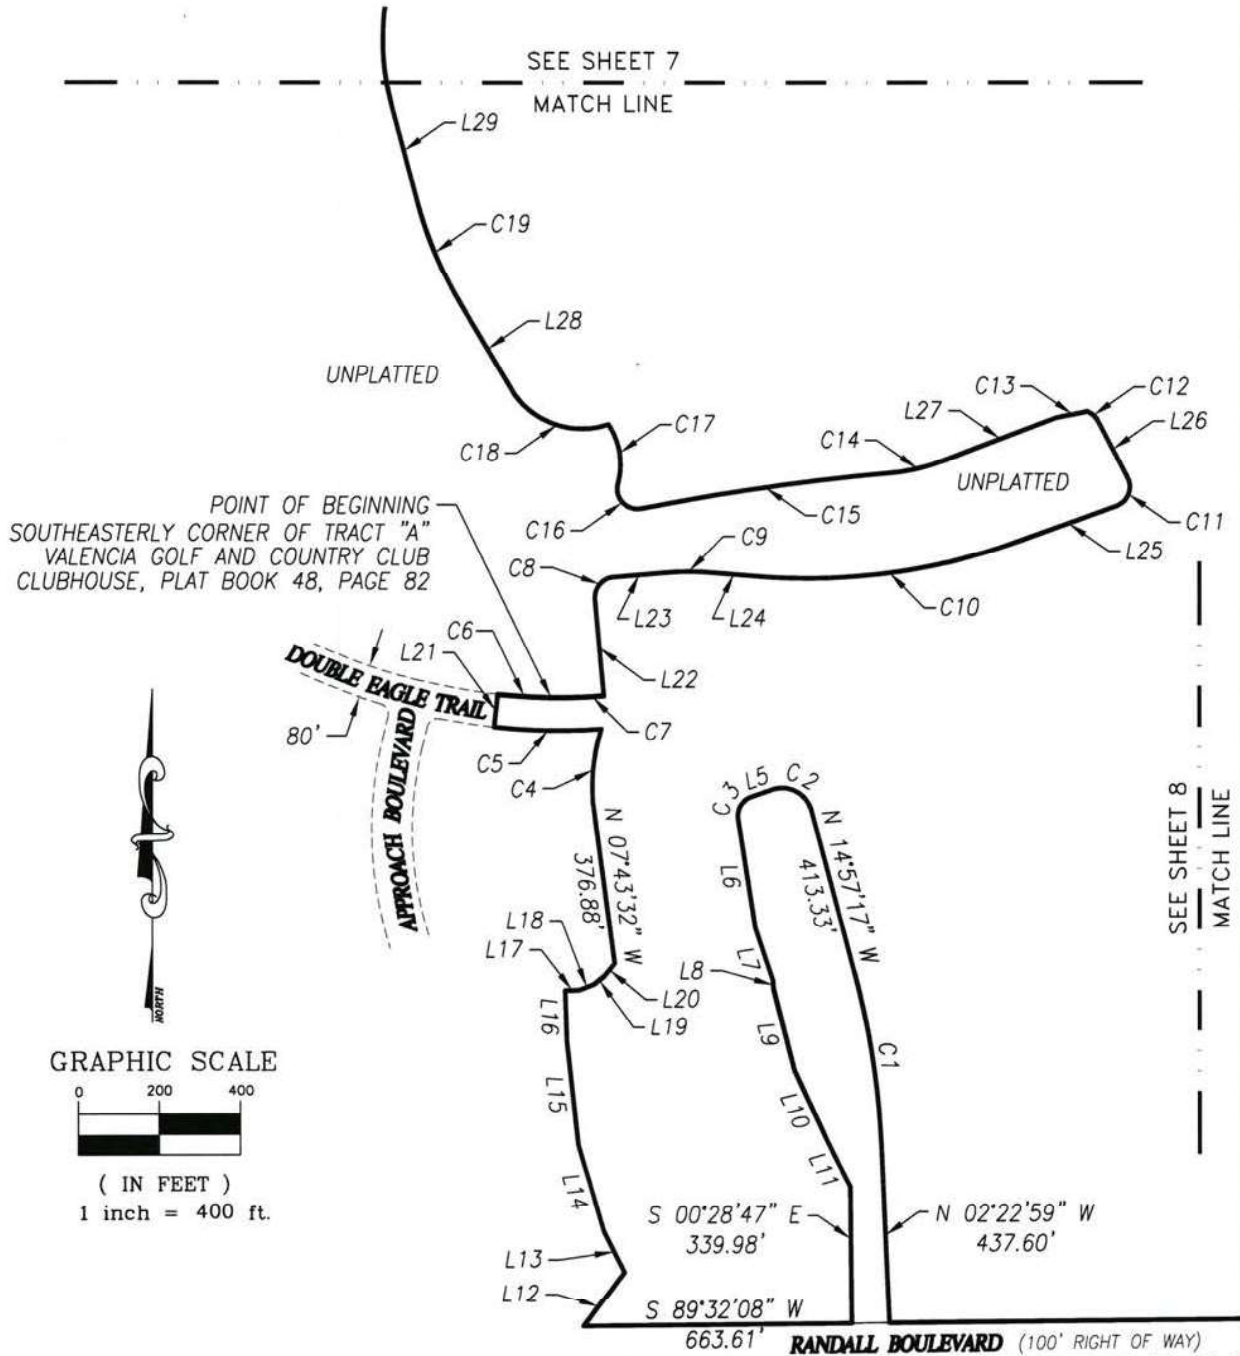 SEE SHEET 7
MATCH LINE
L29
C19
L28
UNPLATTED
C13
C12
L27
L26
C17
C14
C18
UNPLATTED
POINT OF BEGINNING
SOUTHEASTERLY CORNER OF TRACT "A"
VALENCIA GOLF AND COUNTRY CLUB
CLUBHOUSE, PLAT BOOK 48, PAGE 82
C16
C15
C11
C9
L25
C8
L23
L24
C10
C6
L21
L22
DOUBLE EAGLE TRAIL
80'
C7
C5
C4
APPROACH BOULEVARD
N 07°43'32" W
376.88'
C3
L5
C2
N 14°57'17" W
413.33'
SEE SHEET 8
MATCH LINE
L6
L18
L17
L7
L8
L20
L19
L16
L9
C1
NORTH
GRAPHIC SCALE
0 200 400
( IN FEET )
1 inch = 400 ft.
L15
L10
L11
L14
S 00°28'47" E
339.98'
N 02°22'59" W
437.60'
L13
L12
S 89°32'08" W
663.61'
RANDALL BOULEVARD (100' RIGHT OF WAY)